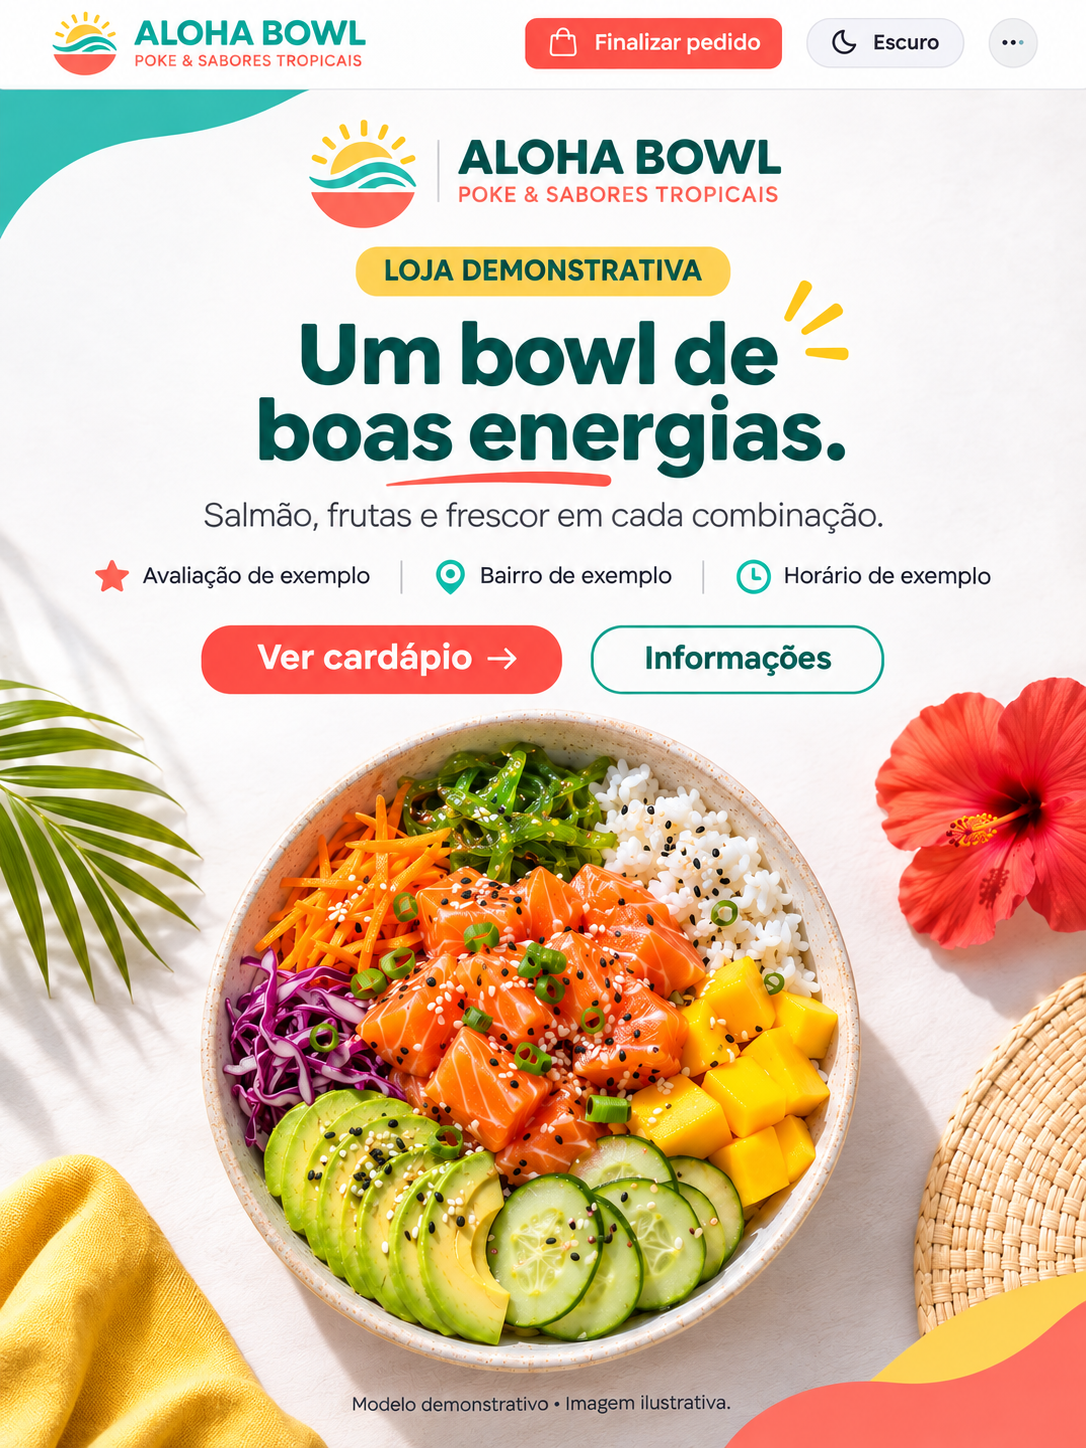 ALOHA BOWL
POKE & SABORES TROPICAIS
Finalizar pedido
Escuro
ALOHA BOWL
POKE & SABORES TROPICAIS
LOJA DEMONSTRATIVA
Um bowl de
boas energias.
Salmão, frutas e frescor em cada combinação.
Avaliação de exemplo
Bairro de exemplo
Horário de exemplo
Ver cardápio →
Informações
Modelo demonstrativo • Imagem ilustrativa.